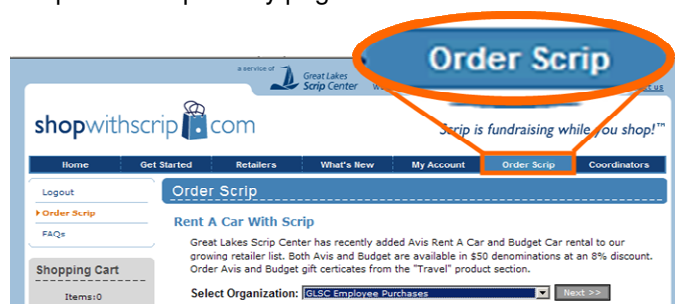 Order Scrip
a service of
Great Lakes
Scrip Center
shopwithscrip com
Scrip is fundraising while you shop!™
Home Get Started Retailers What's New My Account Order Scrip Coordinators
Logout
Order Scrip
FAQs
Shopping Cart
Items:0
Order Scrip
Rent A Car With Scrip
Great Lakes Scrip Center has recently added Avis Rent A Car and Budget Car rental to our
growing retailer list. Both Avis and Budget are available in $50 denominations at an 8% discount.
Order Avis and Budget gift certicates from the "Travel" product section.
Select Organization: GLSC Employee Purchases Next >>